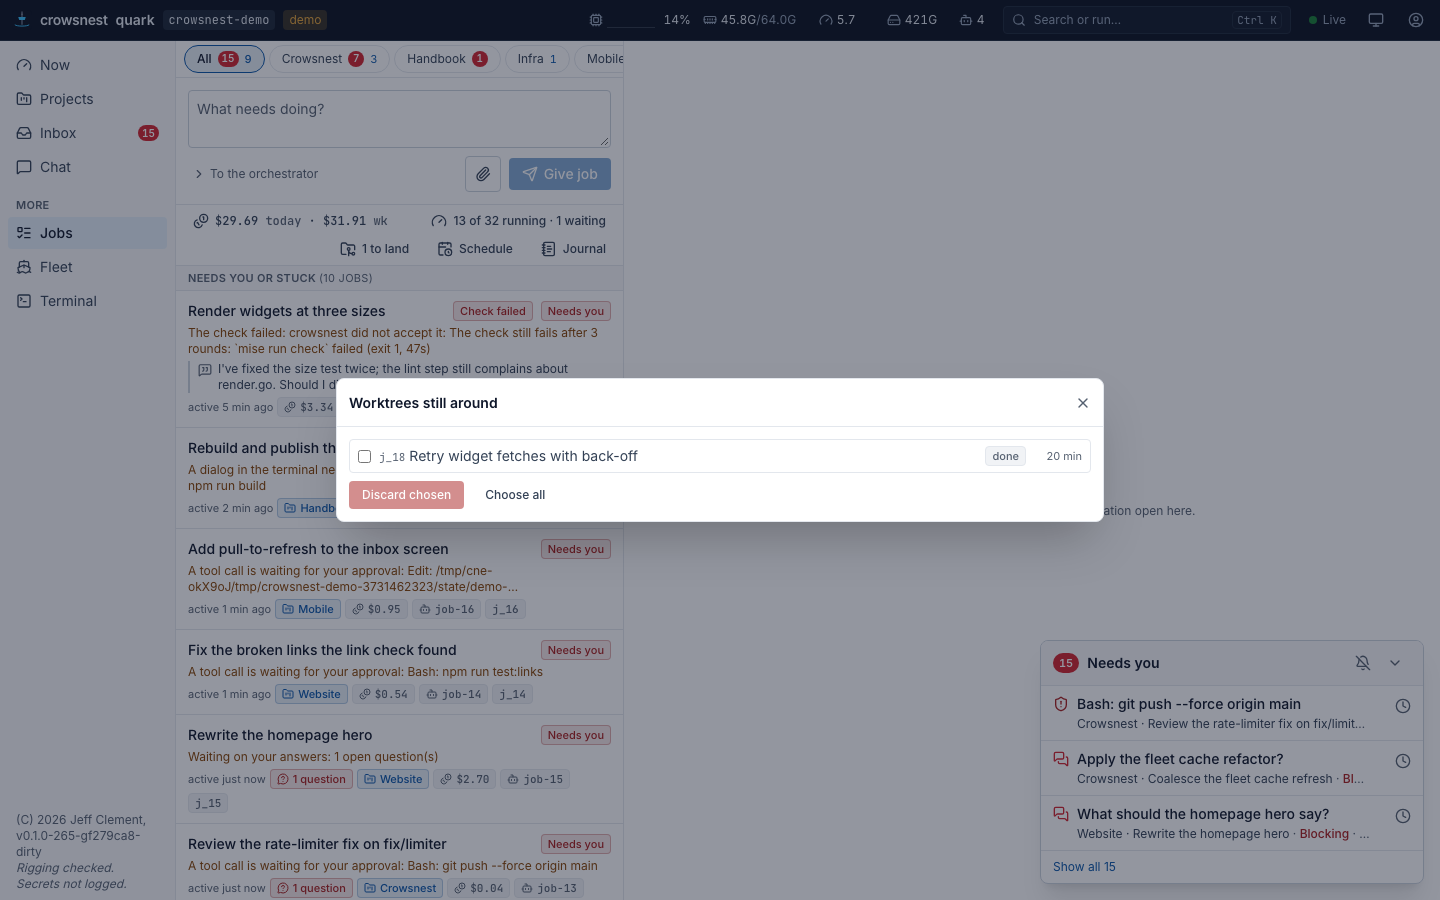 crowsnest quark crowsnest-demo demo 14% 45.8G/64.0G 5.7 421G 4 Search or run... Ctrl K Live
Now
Projects
Inbox 15
Chat
MORE
Jobs
Fleet
Terminal
(C) 2026 Jeff Clement,
v0.1.0-265-gf279ca8-
dirty
Rigging checked.
Secrets not logged.
All 15 9 Crowsnest 7 3 Handbook 1 Infra 1 Mobile
What needs doing?
To the orchestrator Give job
$29.69 today · $31.91 wk 13 of 32 running · 1 waiting
1 to land Schedule Journal
NEEDS YOU OR STUCK (10 JOBS)
Render widgets at three sizes Check failed Needs you
The check failed: crowsnest did not accept it: The check still fails after 3
rounds: `mise run check` failed (exit 1, 47s)
I've fixed the size test twice; the lint step still complains about
render.go. Should I d
active 5 min ago $3.34
Rebuild and publish th
A dialog in the terminal ne
npm run build
active 2 min ago Handb
Add pull-to-refresh to the inbox screen Needs you
A tool call is waiting for your approval: Edit: /tmp/cne-
okX9oJ/tmp/crowsnest-demo-3731462323/state/demo-...
active 1 min ago Mobile $0.95 job-16 j_16
Fix the broken links the link check found Needs you
A tool call is waiting for your approval: Bash: npm run test:links
active 1 min ago Website $0.54 job-14 j_14
Rewrite the homepage hero Needs you
Waiting on your answers: 1 open question(s)
active just now 1 question Website $2.70 job-15
j_15
Review the rate-limiter fix on fix/limiter Needs you
A tool call is waiting for your approval: Bash: git push --force origin main
active just now 1 question Crowsnest $0.04 job-13
Worktrees still around
j_18 Retry widget fetches with back-off done 20 min
Discard chosen Choose all
ation open here.
15 Needs you
Bash: git push --force origin main
Crowsnest · Review the rate-limiter fix on fix/limit...
Apply the fleet cache refactor?
Crowsnest · Coalesce the fleet cache refresh · Bl...
What should the homepage hero say?
Website · Rewrite the homepage hero · Blocking · ...
Show all 15